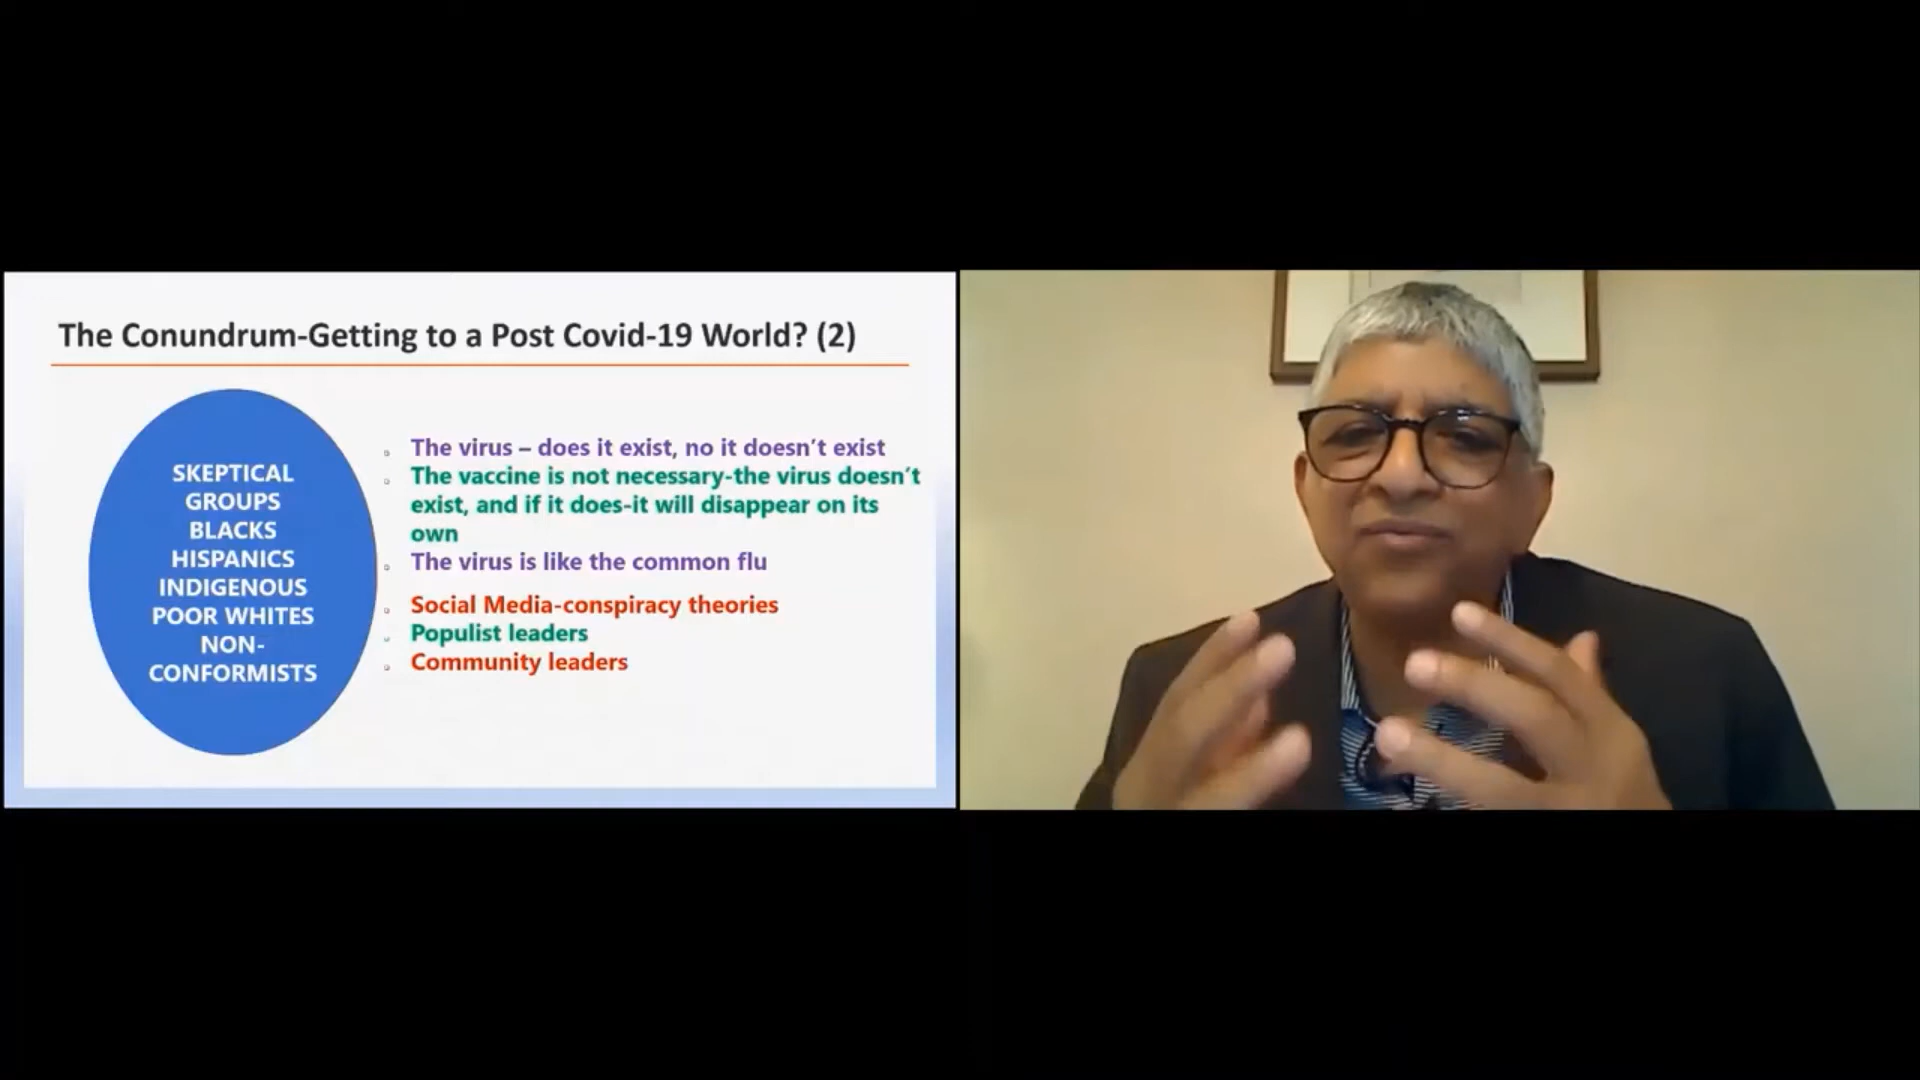 The Conundrum-Getting to a Post Covid-19 World? (2)
SKEPTICAL
GROUPS
BLACKS
HISPANICS
INDIGENOUS
POOR WHITES
NON-
CONFORMISTS
The virus – does it exist, no it doesn’t exist
The vaccine is not necessary-the virus doesn’t
exist, and if it does-it will disappear on its
own
The virus is like the common flu
Social Media-conspiracy theories
Populist leaders
Community leaders